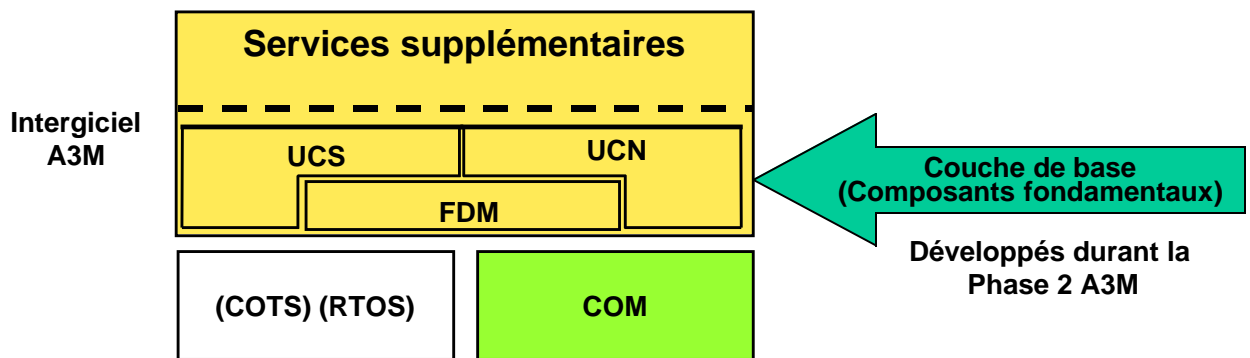 Services supplémentaires
Intergiciel
A3M
UCS
UCN
FDM
Couche de base
(Composants fondamentaux)
Développés durant la
Phase 2 A3M
(COTS) (RTOS)
COM